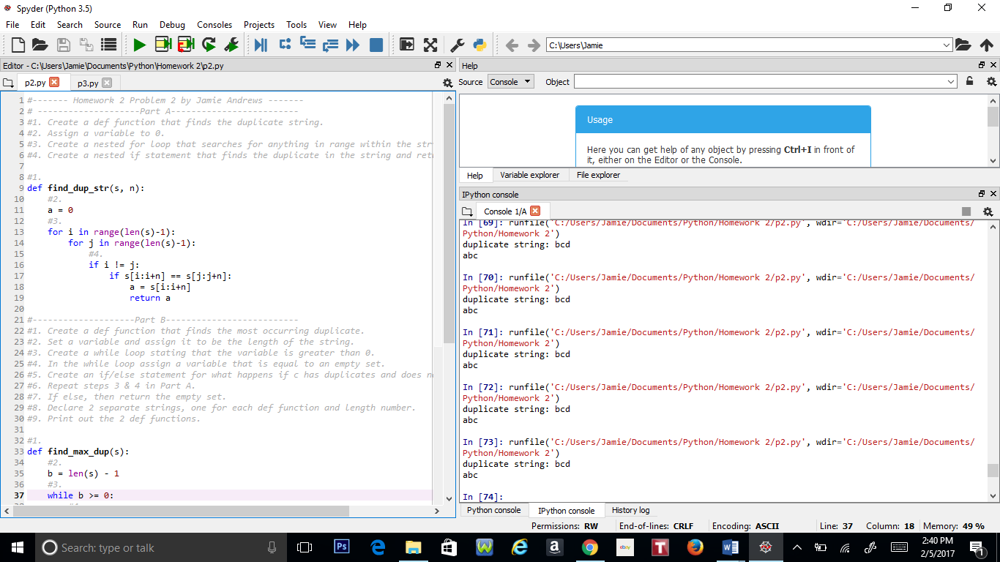 Spyder (Python 3.5)
File Edit Search Source Run Debug Consoles Projects Tools View Help
C:\Users\Jamie
Editor - C:\Users\Jamie\Documents\Python\Homework 2\p2.py
p2.py p3.py
1 #------- Homework 2 Problem 2 by Jamie Andrews -------
2 # --------------------Part A-------------------------
3 #1. Create a def function that finds the duplicate string.
4 #2. Assign a variable to 0.
5 #3. Create a nested for loop that searches for anything in range within the str
6 #4. Create a nested if statement that finds the duplicate in the string and ret
7
8 #1.
9 def find_dup_str(s, n):
10 #2.
11 a = 0
12 #3.
13 for i in range(len(s)-1):
14 for j in range(len(s)-1):
15 #4.
16 if i != j:
17 if s[i:i+n] == s[j:j+n]:
18 a = s[i:i+n]
19 return a
20
21 #--------------------Part B--------------------------
22 #1. Create a def function that finds the most occurring duplicate.
23 #2. Set a variable and assign it to be the length of the string.
24 #3. Create a while loop stating that the variable is greater than 0.
25 #4. In the while loop assign a variable that is equal to an empty set.
26 #5. Create an if/else statement for what happens if c has duplicates and does n
27 #6. Repeat steps 3 & 4 in Part A.
28 #7. If else, then return the empty set.
29 #8. Declare 2 separate strings, one for each def function and length number.
30 #9. Print out the 2 def functions.
31
32 #1.
33 def find_max_dup(s):
34 #2.
35 b = len(s) - 1
36 #3.
37 while b >= 0:
Help
Source Console Object
Usage
Here you can get help of any object by pressing Ctrl+I in front of
it, either on the Editor or the Console.
Help Variable explorer File explorer
IPython console
Console 1/A
In [69]: runfile('C:/Users/Jamie/Documents/Python/Homework 2/p2.py', wdir='C:/Users/Jamie/Documents/
Python/Homework 2')
duplicate string: bcd
abc
In [70]: runfile('C:/Users/Jamie/Documents/Python/Homework 2/p2.py', wdir='C:/Users/Jamie/Documents/
Python/Homework 2')
duplicate string: bcd
abc
In [71]: runfile('C:/Users/Jamie/Documents/Python/Homework 2/p2.py', wdir='C:/Users/Jamie/Documents/
Python/Homework 2')
duplicate string: bcd
abc
In [72]: runfile('C:/Users/Jamie/Documents/Python/Homework 2/p2.py', wdir='C:/Users/Jamie/Documents/
Python/Homework 2')
duplicate string: bcd
abc
In [73]: runfile('C:/Users/Jamie/Documents/Python/Homework 2/p2.py', wdir='C:/Users/Jamie/Documents/
Python/Homework 2')
duplicate string: bcd
abc
In [74]:
Python console IPython console History log
Permissions: RW End-of-lines: CRLF Encoding: ASCII Line: 37 Column: 18 Memory: 49 %
Search: type or talk
Ps
a
ebay
T
2:40 PM
2/5/2017
1